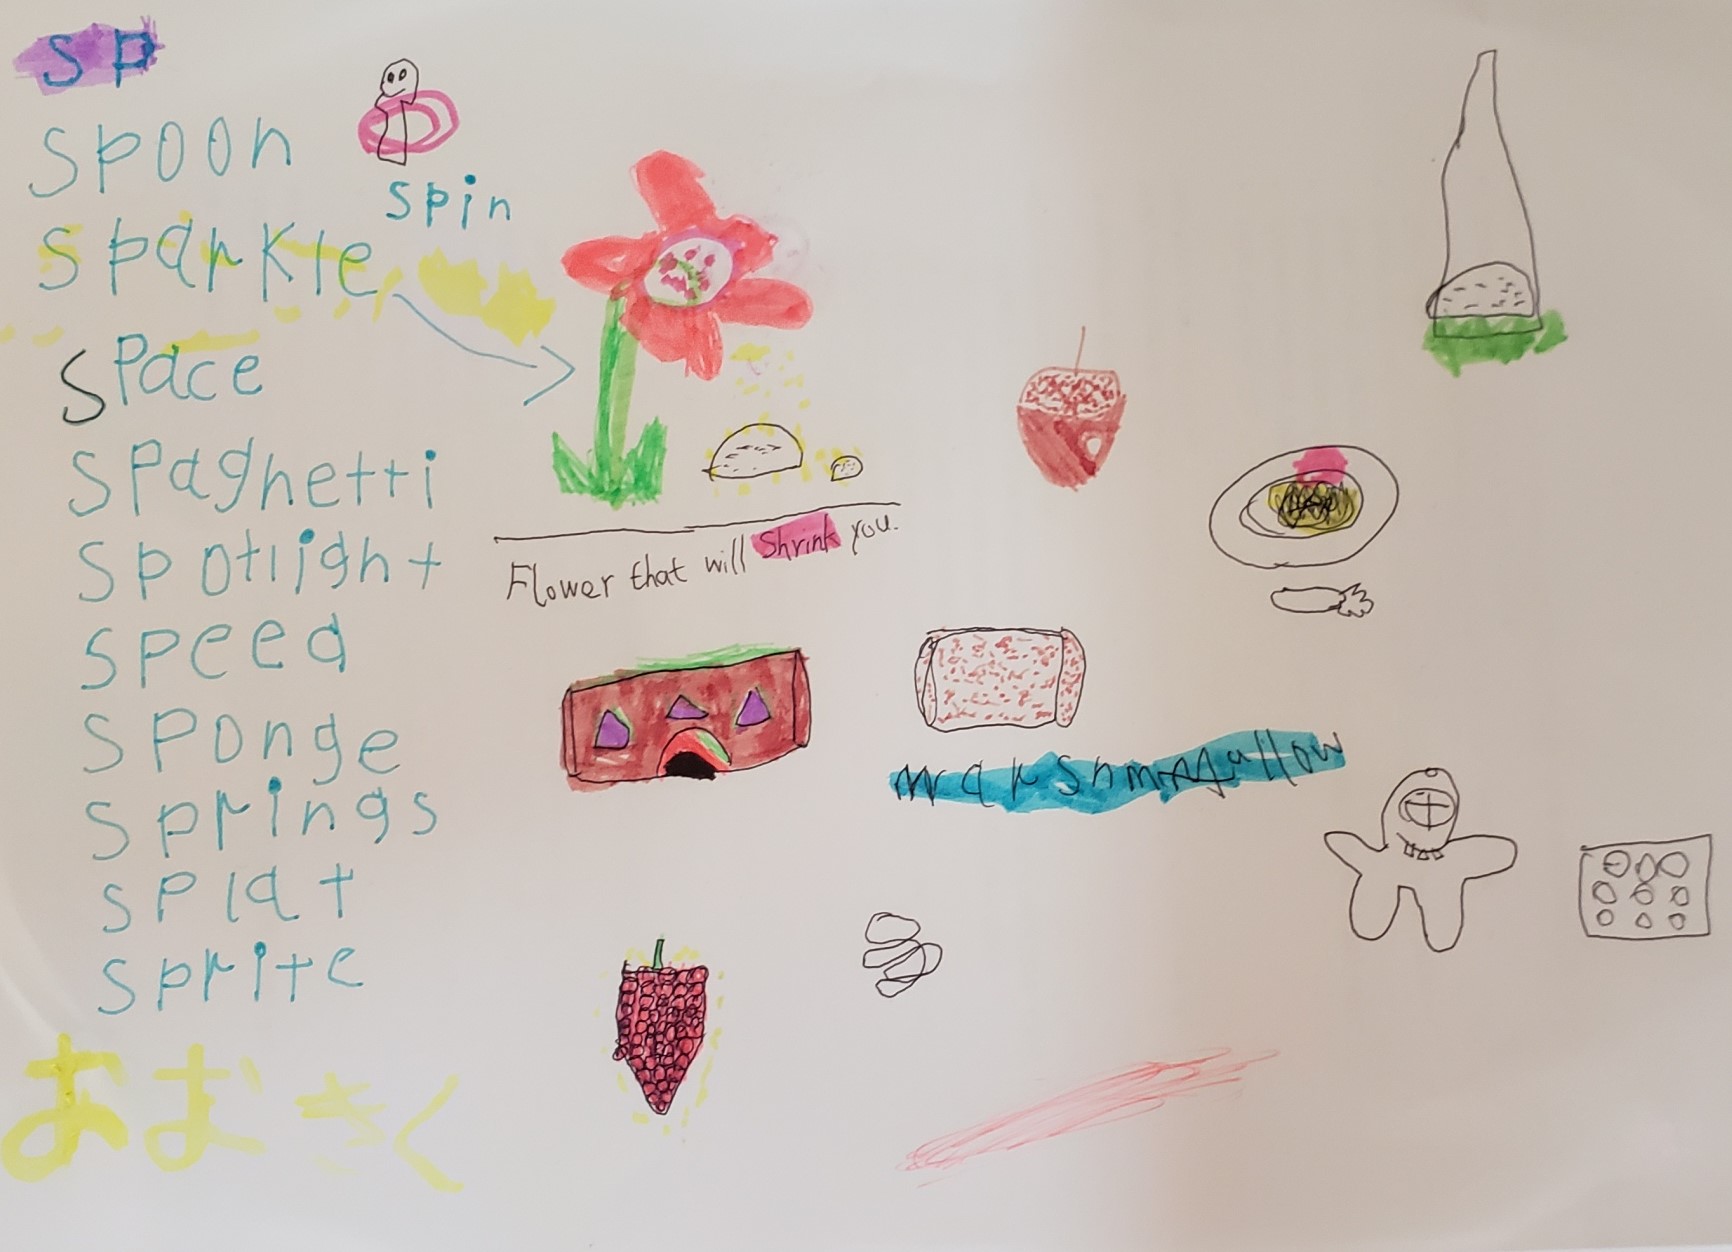 SP
spoon
spin
sparkle
space
spaghetti
spotlight
Flower that will Shrink you.
speed
sponge
springs
splat
sprite
おおきく